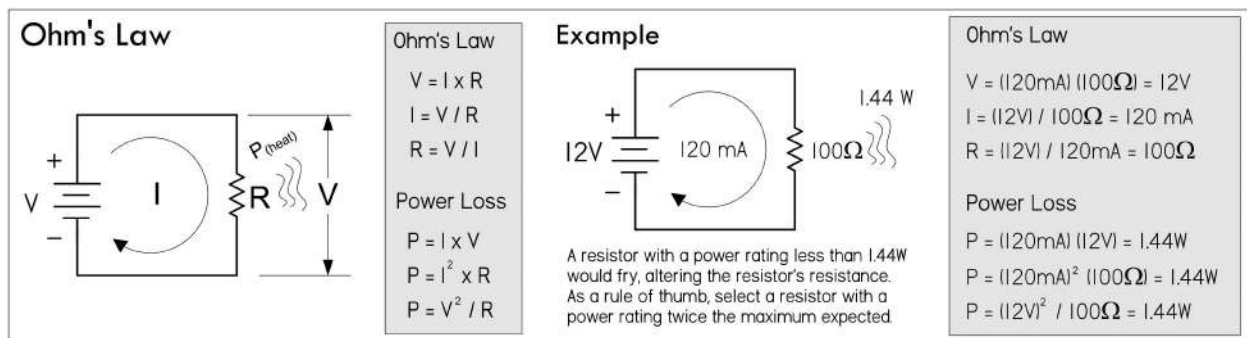 Ohm's Law
+
V
−
I
P(heat)
R
V
Ohm's Law
V = I x R
I = V / R
R = V / I
Power Loss
P = I x V
P = I² x R
P = V² / R
Example
+
12V
−
120 mA
100Ω
1.44 W
A resistor with a power rating less than 1.44W
would fry, altering the resistor's resistance.
As a rule of thumb, select a resistor with a
power rating twice the maximum expected.
Ohm's Law
V = (120mA) (100Ω) = 12V
I = (12V) / 100Ω = 120 mA
R = (12V) / 120mA = 100Ω
Power Loss
P = (120mA) (12V) = 1.44W
P = (120mA)² (100Ω) = 1.44W
P = (12V)² / 100Ω = 1.44W